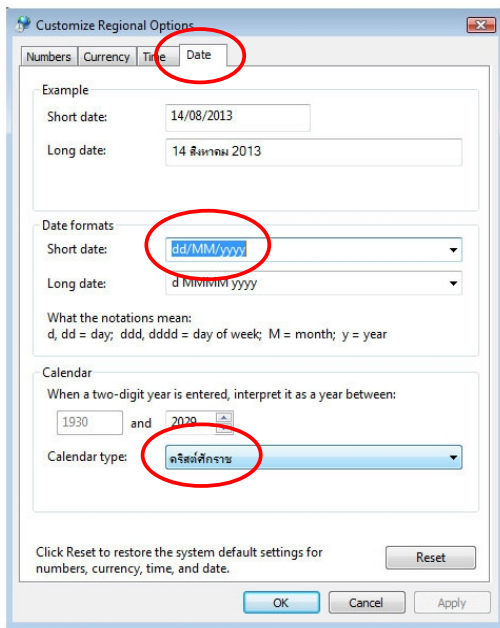 Customize Regional Options
Numbers Currency Time Date
Example
Short date: 14/08/2013
Long date: 14 สิงหาคม 2013
Date formats
Short date: dd/MM/yyyy
Long date: d MMMM yyyy
What the notations mean:
d, dd = day; ddd, dddd = day of week; M = month; y = year
Calendar
When a two-digit year is entered, interpret it as a year between:
1930 and 2029
Calendar type: คริสต์ศักราช
Click Reset to restore the system default settings for
numbers, currency, time, and date.
Reset
OK Cancel Apply